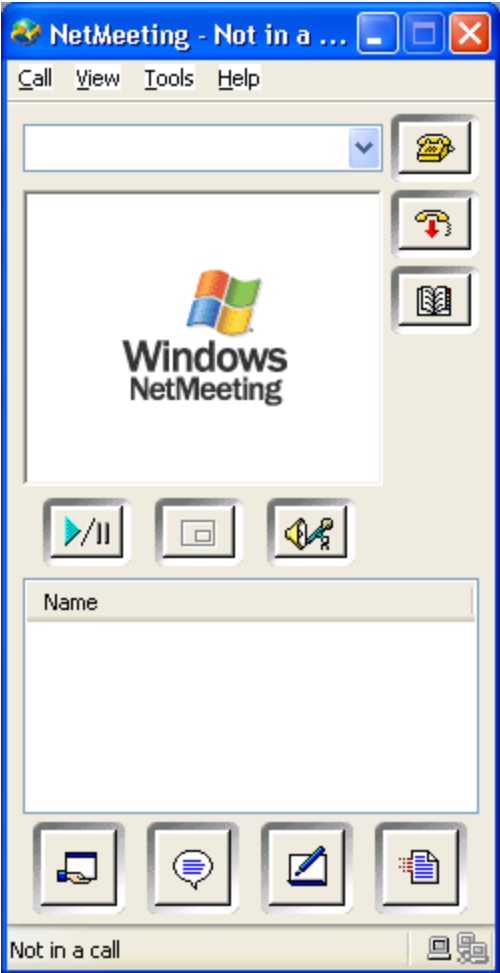 NetMeeting - Not in a ...
Call View Tools Help
Windows
NetMeeting
Name
Not in a call